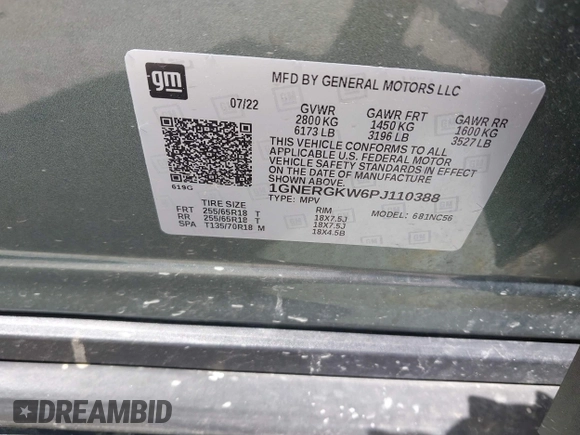 gm
MFD BY GENERAL MOTORS LLC
07/22
GVWR GAWR FRT GAWR RR
2800 KG 1450 KG 1600 KG
6173 LB 3196 LB 3527 LB
THIS VEHICLE CONFORMS TO ALL
APPLICABLE U.S. FEDERAL MOTOR
VEHICLE SAFETY STANDARDS IN EFFECT
ON THE DATE OF MANUFACTURE
SHOWN ABOVE.
1GNERGKW6PJ110388
619G
TYPE: MPV MODEL: 681NC56
TIRE SIZE RIM
FRT 255/65R18 T 18X7.5J
RR 255/65R18 T 18X7.5J
SPA T135/70R18 M 18X4.5B
DREAMBID